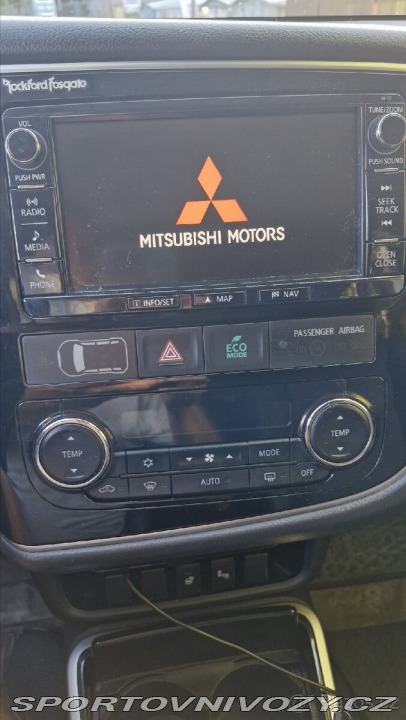 Rockford Fosgate
VOL
PUSH PWR
RADIO
MEDIA
PHONE
MITSUBISHI MOTORS
TUNE/ZOOM
PUSH SOUND
SEEK
TRACK
OPEN
CLOSE
i INFO/SET
MAP
NAV
ECO
MODE
PASSENGER AIRBAG
TEMP
MODE
AUTO
OFF
TEMP
SPORTOVNIVOZY.CZ